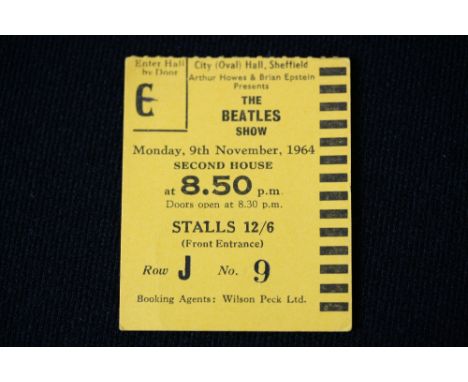 Enter Hall
by Door
E
City (Oval) Hall, Sheffield
Arthur Howes & Brian Epstein
Presents
THE
BEATLES
SHOW
Monday, 9th November, 1964
SECOND HOUSE
at 8.50 p.m.
Doors open at 8.30 p.m.
STALLS 12/6
(Front Entrance)
Row J No. 9
Booking Agents: Wilson Peck Ltd.